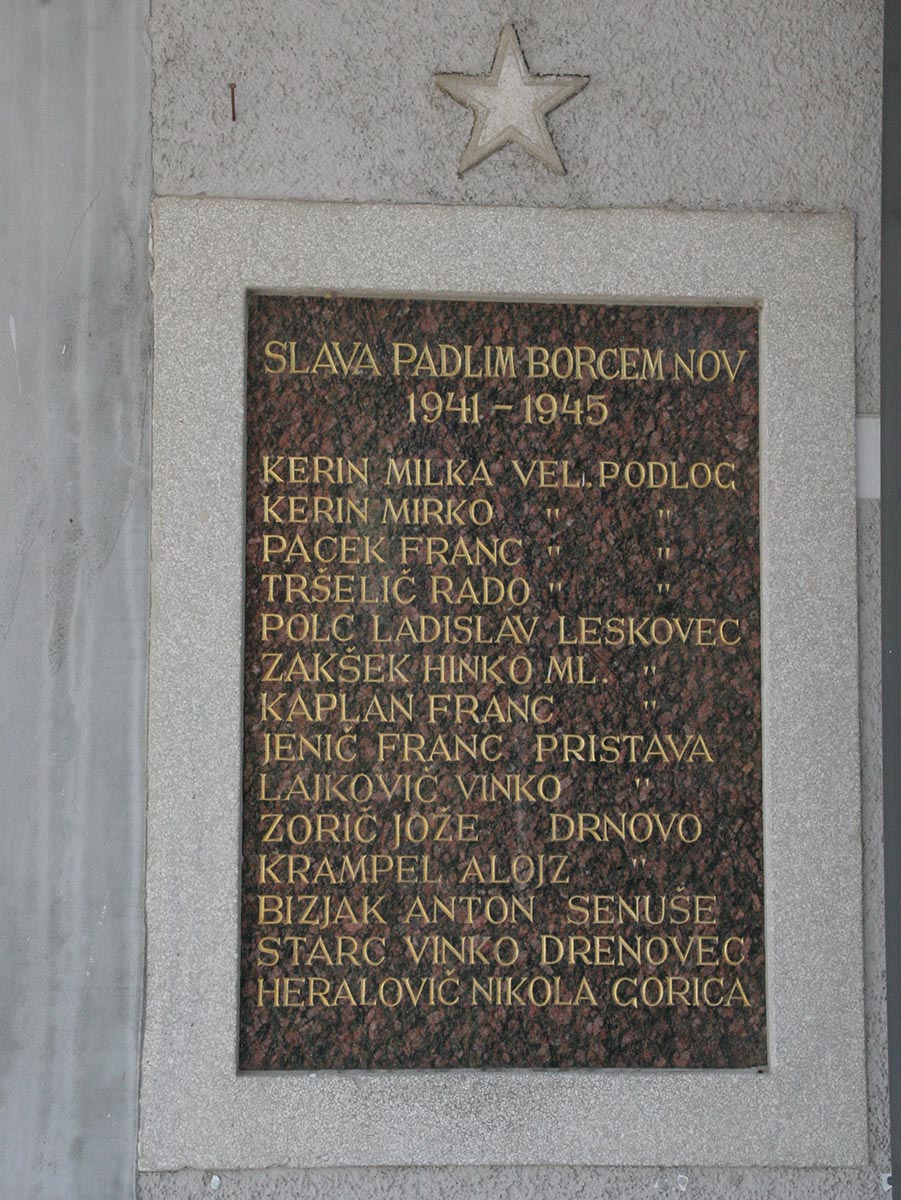 SLAVA PADLIM BORCEM NOV
1941 – 1945
KERIN MILKA VEL. PODLOG
KERIN MIRKO " "
PACEK FRANC " "
TRŠELIČ RADO " "
POLC LADISLAV LESKOVEC
ZAKŠEK HINKO ML. "
KAPLAN FRANC "
JENIČ FRANC PRISTAVA
LAJKOVIČ VINKO "
ZORIČ JOŽE DRNOVO
KRAMPEL ALOJZ "
BIZJAK ANTON SENUŠE
STARC VINKO DRENOVEC
HERALOVIČ NIKOLA GORICA